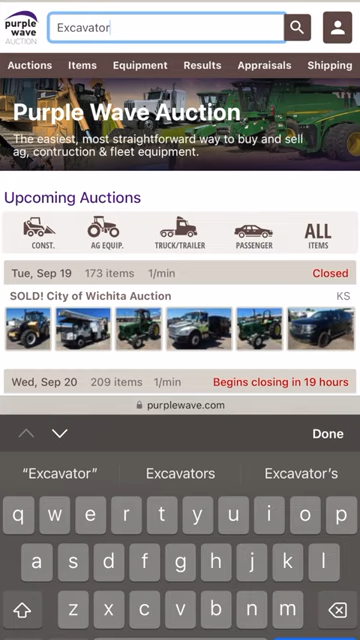 purple
wave
AUCTION
Excavator
Auctions Items Equipment Results Appraisals Shipping
Purple Wave Auction
The easiest, most straightforward way to buy and sell
ag, contruction & fleet equipment.
Upcoming Auctions
CONST. AG EQUIP. TRUCK/TRAILER PASSENGER ALL
ITEMS
Tue, Sep 19 173 items 1/min Closed
SOLD! City of Wichita Auction KS
Wed, Sep 20 209 items 1/min Begins closing in 19 hours
purplewave.com
Done
“Excavator” Excavators Excavator’s
q w e r t y u i o p
a s d f g h j k l
z x c v b n m